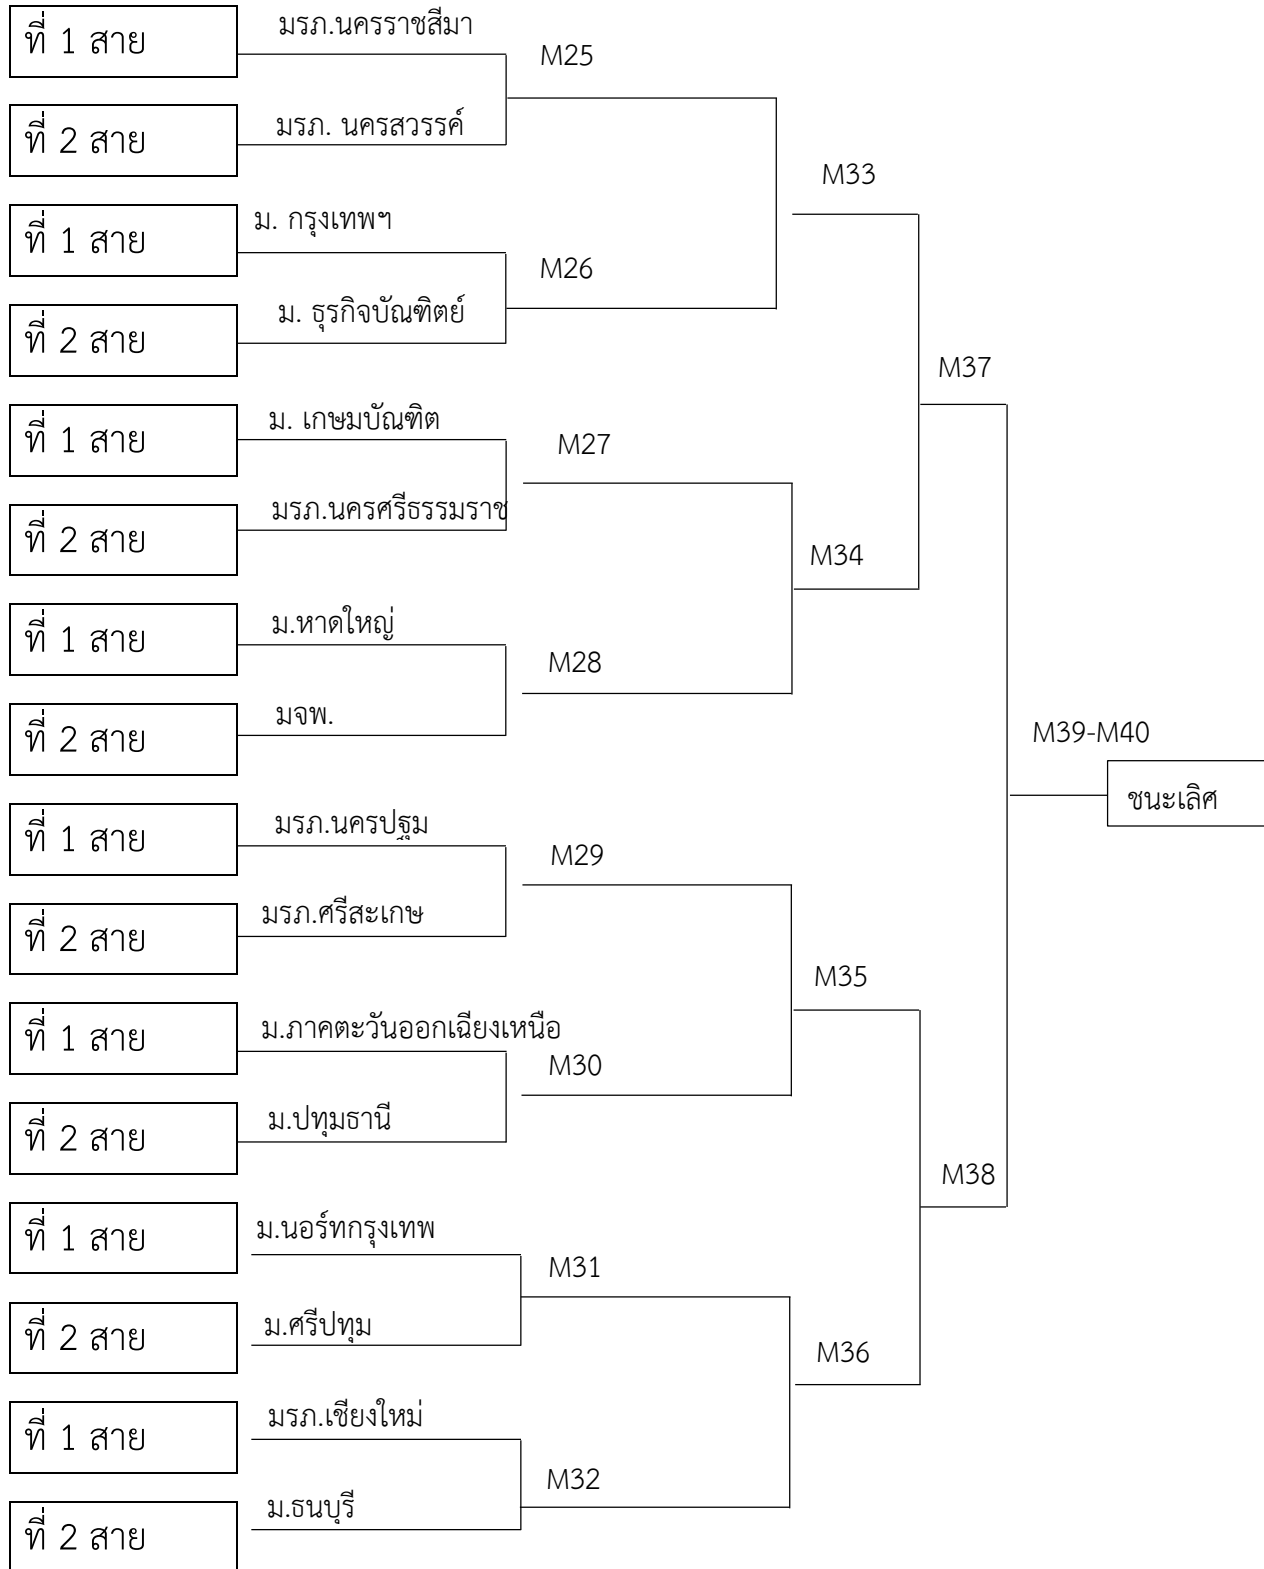 ที่ 1 สาย
มรภ.นครราชสีมา
M25
ที่ 2 สาย
มรภ. นครสวรรค์
M33
ที่ 1 สาย
ม. กรุงเทพฯ
M26
ที่ 2 สาย
ม. ธุรกิจบัณฑิตย์
M37
ที่ 1 สาย
ม. เกษมบัณฑิต
M27
ที่ 2 สาย
มรภ.นครศรีธรรมราช
M34
ที่ 1 สาย
ม.หาดใหญ่
M28
ที่ 2 สาย
มจพ.
M39-M40
ชนะเลิศ
ที่ 1 สาย
มรภ.นครปฐม
M29
ที่ 2 สาย
มรภ.ศรีสะเกษ
M35
ที่ 1 สาย
ม.ภาคตะวันออกเฉียงเหนือ
M30
ที่ 2 สาย
ม.ปทุมธานี
M38
ที่ 1 สาย
ม.นอร์ทกรุงเทพ
M31
ที่ 2 สาย
ม.ศรีปทุม
M36
ที่ 1 สาย
มรภ.เชียงใหม่
M32
ที่ 2 สาย
ม.ธนบุรี